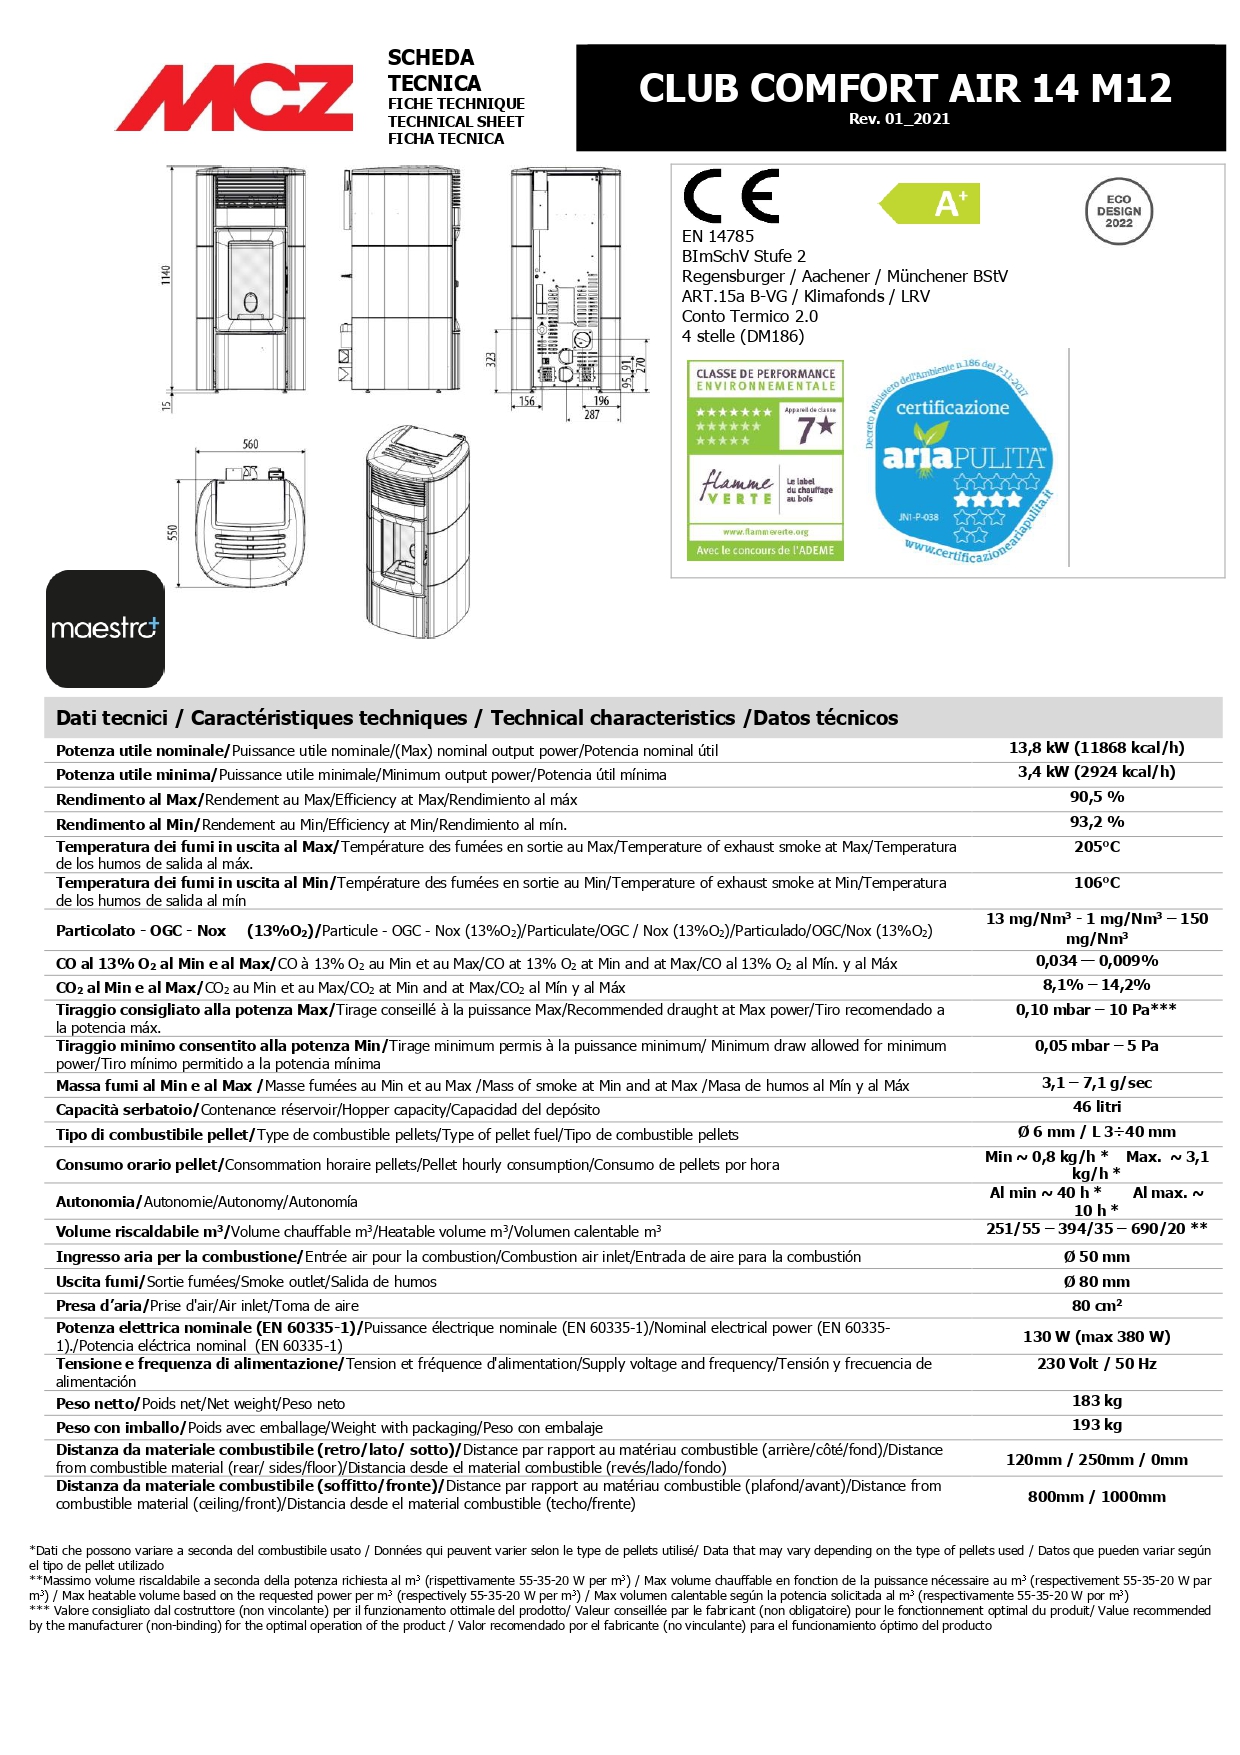 MCZ
SCHEDA
TECNICA
FICHE TECHNIQUE
TECHNICAL SHEET
FICHA TECNICA
CLUB COMFORT AIR 14 M12
Rev. 01_2021
1140
15
323
156
196
287
95
91
270
560
550
maestro+
CE
A+
ECO
DESIGN
2022
EN 14785
BImSchV Stufe 2
Regensburger / Aachener / Münchener BStV
ART.15a B-VG / Klimafonds / LRV
Conto Termico 2.0
4 stelle (DM186)
CLASSE DE PERFORMANCE
ENVIRONNEMENTALE
Appareil de classe
7★
flamme
VERTE
Le label
du chauffage
au bois
www.flammeverte.org
Avec le concours de l'ADEME
Decreto Ministero dell'Ambiente n.186 del 7-11-2017
certificazione
ariaPULITA™
JN1-P-038
www.certificazioneariapulita.it
Dati tecnici / Caractéristiques techniques / Technical characteristics /Datos técnicos
Potenza utile nominale/Puissance utile nominale/(Max) nominal output power/Potencia nominal útil 13,8 kW (11868 kcal/h)
Potenza utile minima/Puissance utile minimale/Minimum output power/Potencia útil mínima 3,4 kW (2924 kcal/h)
Rendimento al Max/Rendement au Max/Efficiency at Max/Rendimiento al máx 90,5 %
Rendimento al Min/Rendement au Min/Efficiency at Min/Rendimiento al mín. 93,2 %
Temperatura dei fumi in uscita al Max/Température des fumées en sortie au Max/Temperature of exhaust smoke at Max/Temperatura 205°C
de los humos de salida al máx.
Temperatura dei fumi in uscita al Min/Température des fumées en sortie au Min/Temperature of exhaust smoke at Min/Temperatura 106°C
de los humos de salida al mín
Particolato - OGC - Nox (13%O₂)/Particule - OGC - Nox (13%O₂)/Particulate/OGC / Nox (13%O₂)/Particulado/OGC/Nox (13%O₂) 13 mg/Nm³ - 1 mg/Nm³ – 150
mg/Nm³
CO al 13% O₂ al Min e al Max/CO à 13% O₂ au Min et au Max/CO at 13% O₂ at Min and at Max/CO al 13% O₂ al Mín. y al Máx 0,034 — 0,009%
CO₂ al Min e al Max/CO₂ au Min et au Max/CO₂ at Min and at Max/CO₂ al Mín y al Máx 8,1% – 14,2%
Tiraggio consigliato alla potenza Max/Tirage conseillé à la puissance Max/Recommended draught at Max power/Tiro recomendado a 0,10 mbar – 10 Pa***
la potencia máx.
Tiraggio minimo consentito alla potenza Min/Tirage minimum permis à la puissance minimum/ Minimum draw allowed for minimum 0,05 mbar – 5 Pa
power/Tiro mínimo permitido a la potencia mínima
Massa fumi al Min e al Max /Masse fumées au Min et au Max /Mass of smoke at Min and at Max /Masa de humos al Mín y al Máx 3,1 – 7,1 g/sec
Capacità serbatoio/Contenance réservoir/Hopper capacity/Capacidad del depósito 46 litri
Tipo di combustibile pellet/Type de combustible pellets/Type of pellet fuel/Tipo de combustible pellets Ø 6 mm / L 3÷40 mm
Consumo orario pellet/Consommation horaire pellets/Pellet hourly consumption/Consumo de pellets por hora Min ~ 0,8 kg/h * Max. ~ 3,1
kg/h *
Autonomia/Autonomie/Autonomy/Autonomía Al min ~ 40 h * Al max. ~
10 h *
Volume riscaldabile m³/Volume chauffable m³/Heatable volume m³/Volumen calentable m³ 251/55 – 394/35 – 690/20 **
Ingresso aria per la combustione/Entrée air pour la combustion/Combustion air inlet/Entrada de aire para la combustión Ø 50 mm
Uscita fumi/Sortie fumées/Smoke outlet/Salida de humos Ø 80 mm
Presa d’aria/Prise d'air/Air inlet/Toma de aire 80 cm²
Potenza elettrica nominale (EN 60335-1)/Puissance électrique nominale (EN 60335-1)/Nominal electrical power (EN 60335-
1)./Potencia eléctrica nominal (EN 60335-1) 130 W (max 380 W)
Tensione e frequenza di alimentazione/Tension et fréquence d'alimentation/Supply voltage and frequency/Tensión y frecuencia de 230 Volt / 50 Hz
alimentación
Peso netto/Poids net/Net weight/Peso neto 183 kg
Peso con imballo/Poids avec emballage/Weight with packaging/Peso con embalaje 193 kg
Distanza da materiale combustibile (retro/lato/ sotto)/Distance par rapport au matériau combustible (arrière/côté/fond)/Distance
from combustible material (rear/ sides/floor)/Distancia desde el material combustible (revés/lado/fondo) 120mm / 250mm / 0mm
Distanza da materiale combustibile (soffitto/fronte)/Distance par rapport au matériau combustible (plafond/avant)/Distance from
combustible material (ceiling/front)/Distancia desde el material combustible (techo/frente) 800mm / 1000mm
*Dati che possono variare a seconda del combustibile usato / Données qui peuvent varier selon le type de pellets utilisé/ Data that may vary depending on the type of pellets used / Datos que pueden variar según
el tipo de pellet utilizado
**Massimo volume riscaldabile a seconda della potenza richiesta al m³ (rispettivamente 55-35-20 W per m³) / Max volume chauffable en fonction de la puissance nécessaire au m³ (respectivement 55-35-20 W par
m³) / Max heatable volume based on the requested power per m³ (respectively 55-35-20 W per m³) / Max volumen calentable según la potencia solicitada al m³ (respectivamente 55-35-20 W por m³)
*** Valore consigliato dal costruttore (non vincolante) per il funzionamento ottimale del prodotto/ Valeur conseillée par le fabricant (non obligatoire) pour le fonctionnement optimal du produit/ Value recommended
by the manufacturer (non-binding) for the optimal operation of the product / Valor recomendado por el fabricante (no vinculante) para el funcionamiento óptimo del producto